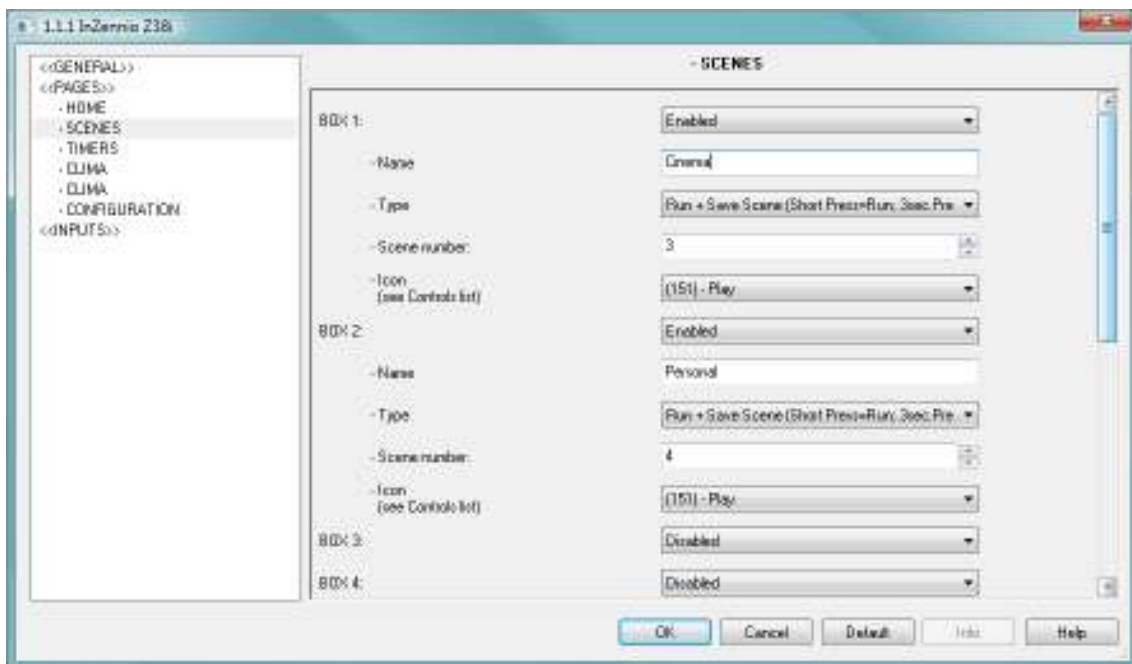 1.1.1 InZennio Z38i
<<GENERAL>>
<<PAGES>>
- HOME
- SCENES
- TIMERS
- CLIMA
- CLIMA
- CONFIGURATION
<<INPUTS>>
- SCENES
BOX 1: Enabled
- Name Cinema
- Type Run + Save Scene (Short Press=Run; 3sec.Pre
- Scene number: 3
- Icon (151) - Play
(see Controls list)
BOX 2: Enabled
- Name Personal
- Type Run + Save Scene (Short Press=Run; 3sec.Pre
- Scene number: 4
- Icon (151) - Play
(see Controls list)
BOX 3: Disabled
BOX 4: Disabled
OK Cancel Default Info Help